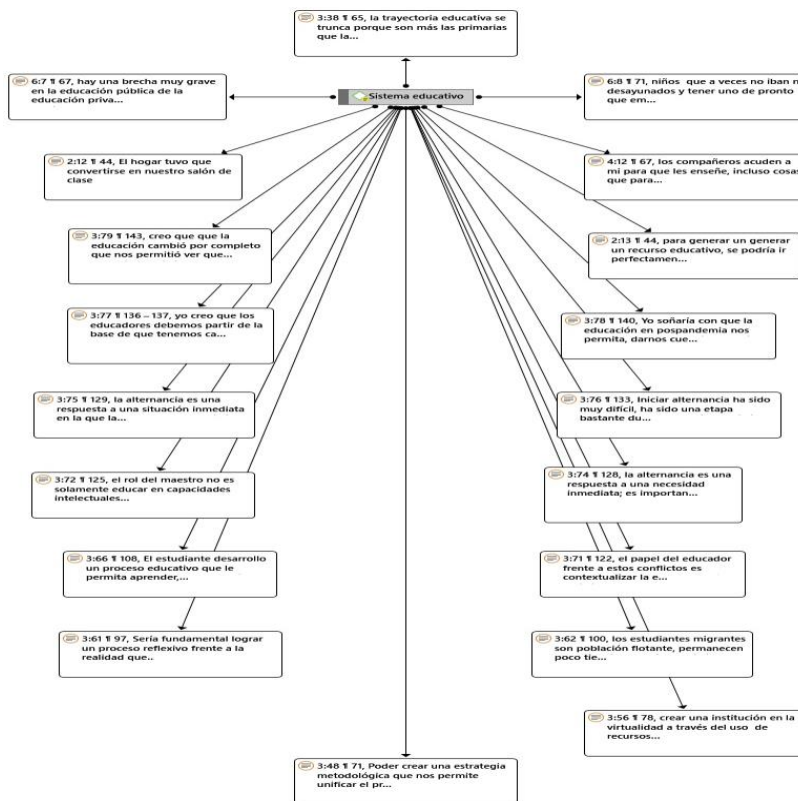 3:38 ¶ 65, la trayectoria educativa se
trunca porque son más las primarias
que la...
6:7 ¶ 67, hay una brecha muy grave
en la educación pública de la
educación priva...
Sistema educativo
6:8 ¶ 71, niños que a veces no iban n
desayunados y tener uno de pronto
que em...
2:12 ¶ 44, El hogar tuvo que
convertirse en nuestro salón de
clase
4:12 ¶ 67, los compañeros acuden a
mi para que les enseñe, incluso cosas
que para...
3:79 ¶ 143, creo que que la
educación cambió por completo
que nos permitió ver que...
2:13 ¶ 44, para generar un generar
un recurso educativo, se podría ir
perfectamen...
3:77 ¶ 136 – 137, yo creo que los
educadores debemos partir de la
base de que tenemos ca...
3:78 ¶ 140, Yo soñaría con que la
educación en pospandemia nos
permita, darnos cue...
3:75 ¶ 129, la alternancia es una
respuesta a una situación inmediata
en la que la...
3:76 ¶ 133, Iniciar alternancia ha sido
muy difícil, ha sido una etapa
bastante du...
3:72 ¶ 125, el rol del maestro no es
solamente educar en capacidades
intelectuales...
3:74 ¶ 128, la alternancia es una
respuesta a una necesidad
inmediata; es importan...
3:66 ¶ 108, El estudiante desarrollo
un proceso educativo que le
permita aprender,...
3:71 ¶ 122, el papel del educador
frente a estos conflictos es
contextualizar la e...
3:61 ¶ 97, Sería fundamental lograr
un proceso reflexivo frente a la
realidad que..
3:62 ¶ 100, los estudiantes migrantes
son población flotante, permanecen
poco tie...
3:56 ¶ 78, crear una institución en la
virtualidad a través del uso de
recursos...
3:48 ¶ 71, Poder crear una estrategia
metodológica que nos permite
unificar el pr...